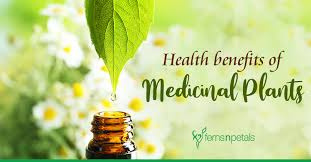 Health benefits of
Medicinal Plants
fernsnpetals